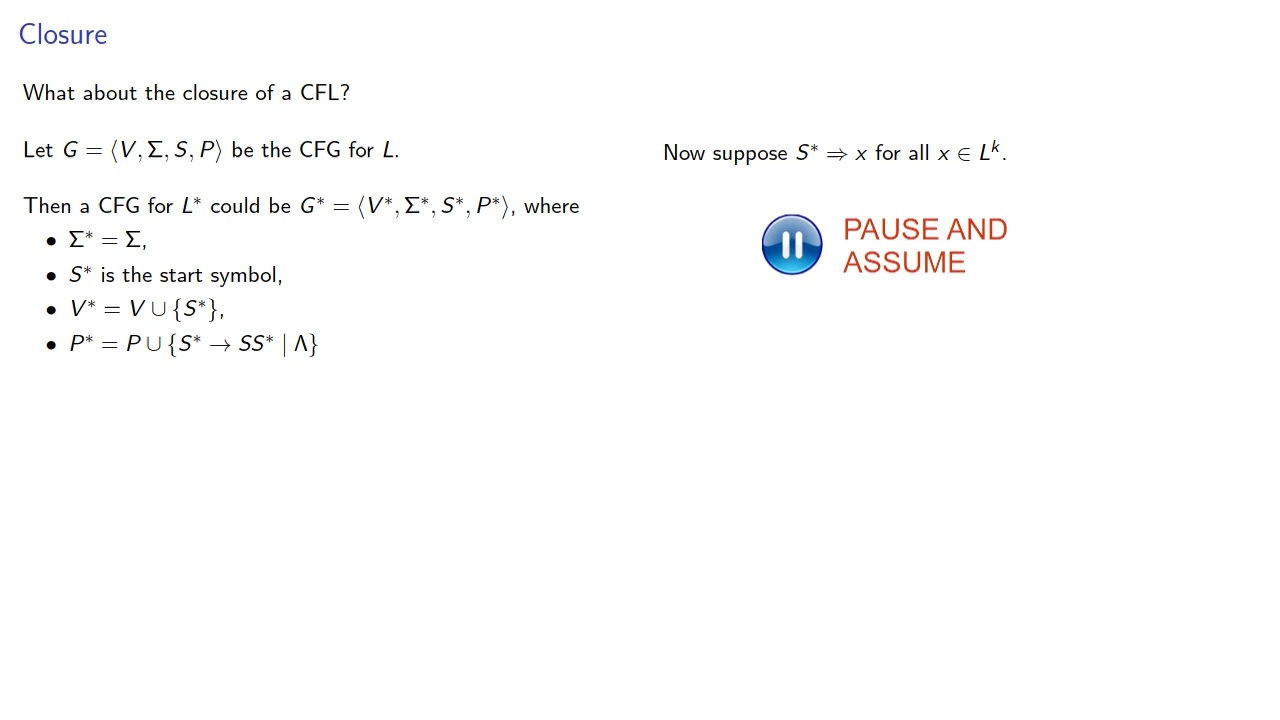 Closure
What about the closure of a CFL?
Let G = ⟨V, Σ, S, P⟩ be the CFG for L.
Then a CFG for L* could be G* = ⟨V*, Σ*, S*, P*⟩, where
• Σ* = Σ,
• S* is the start symbol,
• V* = V ∪ {S*},
• P* = P ∪ {S* → SS* | Λ}
Now suppose S* ⇒ x for all x ∈ Lᵏ.
PAUSE AND
ASSUME